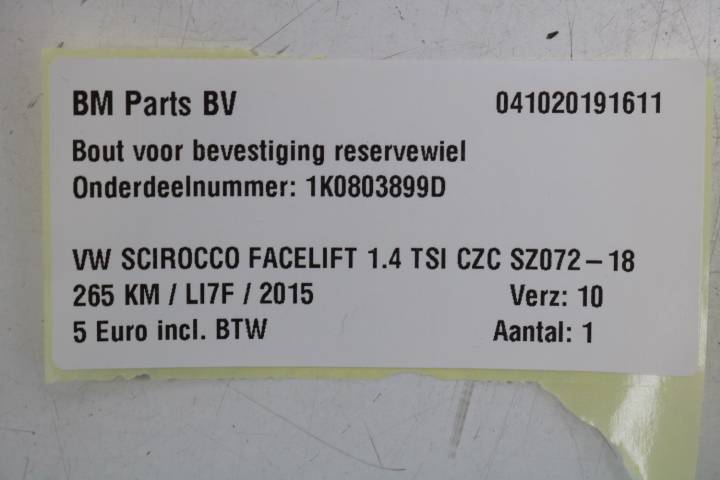 BM Parts BV 041020191611
Bout voor bevestiging reservewiel
Onderdeelnummer: 1K0803899D
VW SCIROCCO FACELIFT 1.4 TSI CZC SZ072-18
265 KM / LI7F / 2015 Verz: 10
5 Euro incl. BTW Aantal: 1